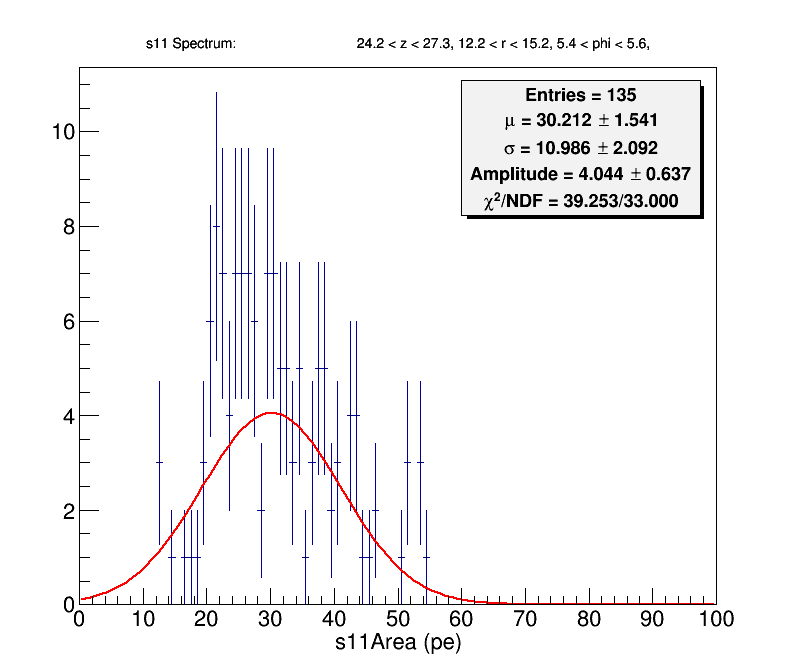 s11 Spectrum: 24.2 < z < 27.3, 12.2 < r < 15.2, 5.4 < phi < 5.6,
Entries = 135
μ = 30.212 ± 1.541
σ = 10.986 ± 2.092
Amplitude = 4.044 ± 0.637
χ²/NDF = 39.253/33.000
10
8
6
4
2
0
0 10 20 30 40 50 60 70 80 90 100
s11Area (pe)